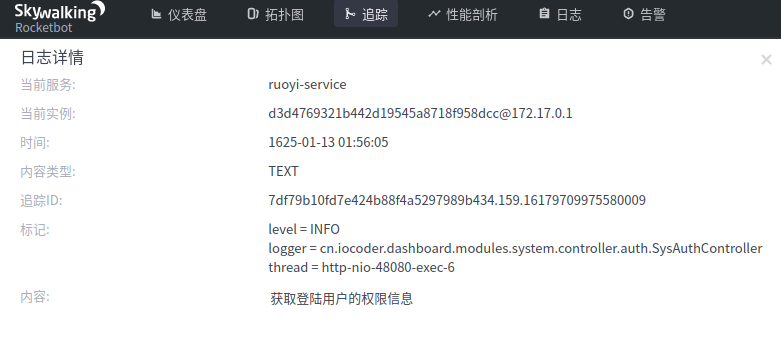 Skywalking
Rocketbot
仪表盘 拓扑图 追踪 性能剖析 日志 告警
日志详情
当前服务: ruoyi-service
当前实例: d3d4769321b442d19545a8718f958dcc@172.17.0.1
时间: 1625-01-13 01:56:05
内容类型: TEXT
追踪ID: 7df79b10fd7e424b88f4a5297989b434.159.16179709975580009
标记: level = INFO
logger = cn.iocoder.dashboard.modules.system.controller.auth.SysAuthController
thread = http-nio-48080-exec-6
内容: 获取登陆用户的权限信息